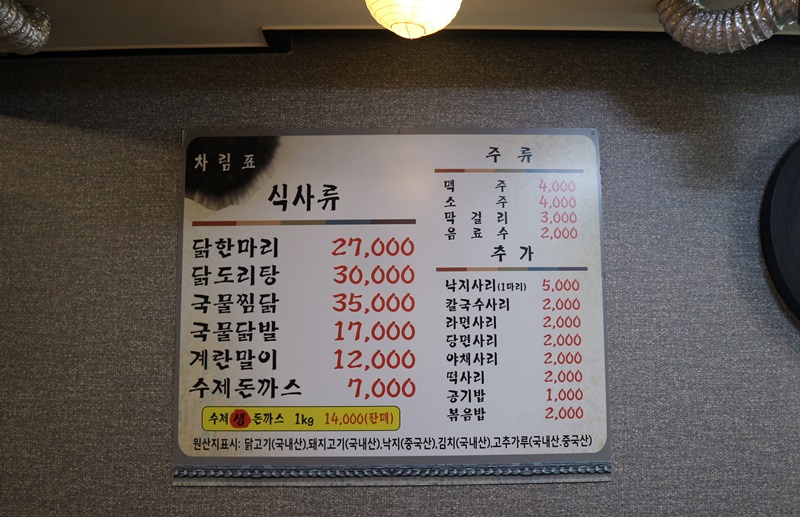 차림표
식사류
닭한마리 27,000
닭도리탕 30,000
국물찜닭 35,000
국물닭발 17,000
계란말이 12,000
수제돈까스 7,000
수제 생 돈까스 1kg 14,000(판매)
주 류
맥 주 4,000
소 주 4,000
막 걸 리 3,000
음 료 수 2,000
추 가
낙지사리(1마리) 5,000
칼국수사리 2,000
라면사리 2,000
당면사리 2,000
야채사리 2,000
떡사리 2,000
공기밥 1,000
볶음밥 2,000
원산지표시: 닭고기(국내산),돼지고기(국내산),낙지(중국산),김치(국내산),고추가루(국내산.중국산)